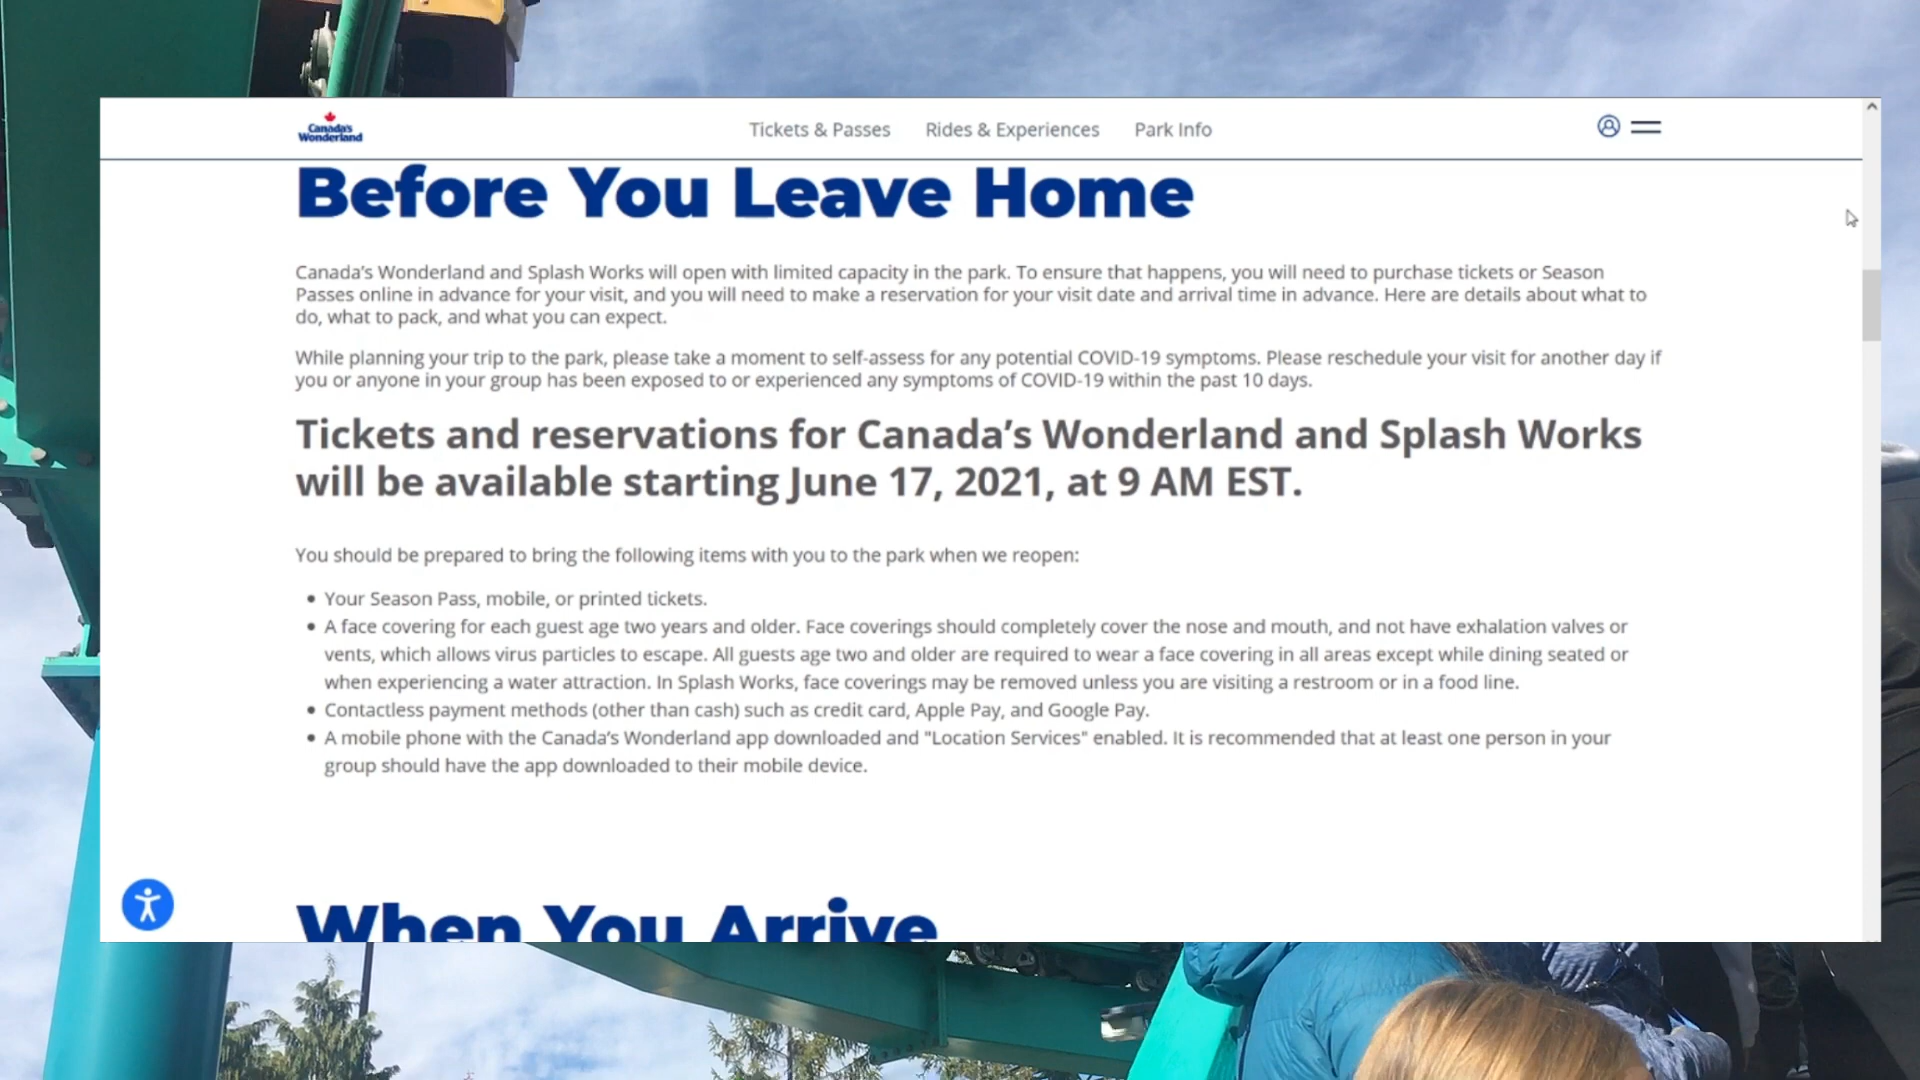 Canada's
Wonderland
Tickets & Passes
Rides & Experiences
Park Info
Before You Leave Home
Canada's Wonderland and Splash Works will open with limited capacity in the park. To ensure that happens, you will need to purchase tickets or Season
Passes online in advance for your visit, and you will need to make a reservation for your visit date and arrival time in advance. Here are details about what to
do, what to pack, and what you can expect.
While planning your trip to the park, please take a moment to self-assess for any potential COVID-19 symptoms. Please reschedule your visit for another day if
you or anyone in your group has been exposed to or experienced any symptoms of COVID-19 within the past 10 days.
Tickets and reservations for Canada's Wonderland and Splash Works
will be available starting June 17, 2021, at 9 AM EST.
You should be prepared to bring the following items with you to the park when we reopen:
• Your Season Pass, mobile, or printed tickets.
• A face covering for each guest age two years and older. Face coverings should completely cover the nose and mouth, and not have exhalation valves or
vents, which allows virus particles to escape. All guests age two and older are required to wear a face covering in all areas except while dining seated or
when experiencing a water attraction. In Splash Works, face coverings may be removed unless you are visiting a restroom or in a food line.
• Contactless payment methods (other than cash) such as credit card, Apple Pay, and Google Pay.
• A mobile phone with the Canada's Wonderland app downloaded and "Location Services" enabled. It is recommended that at least one person in your
group should have the app downloaded to their mobile device.
When You Arrive